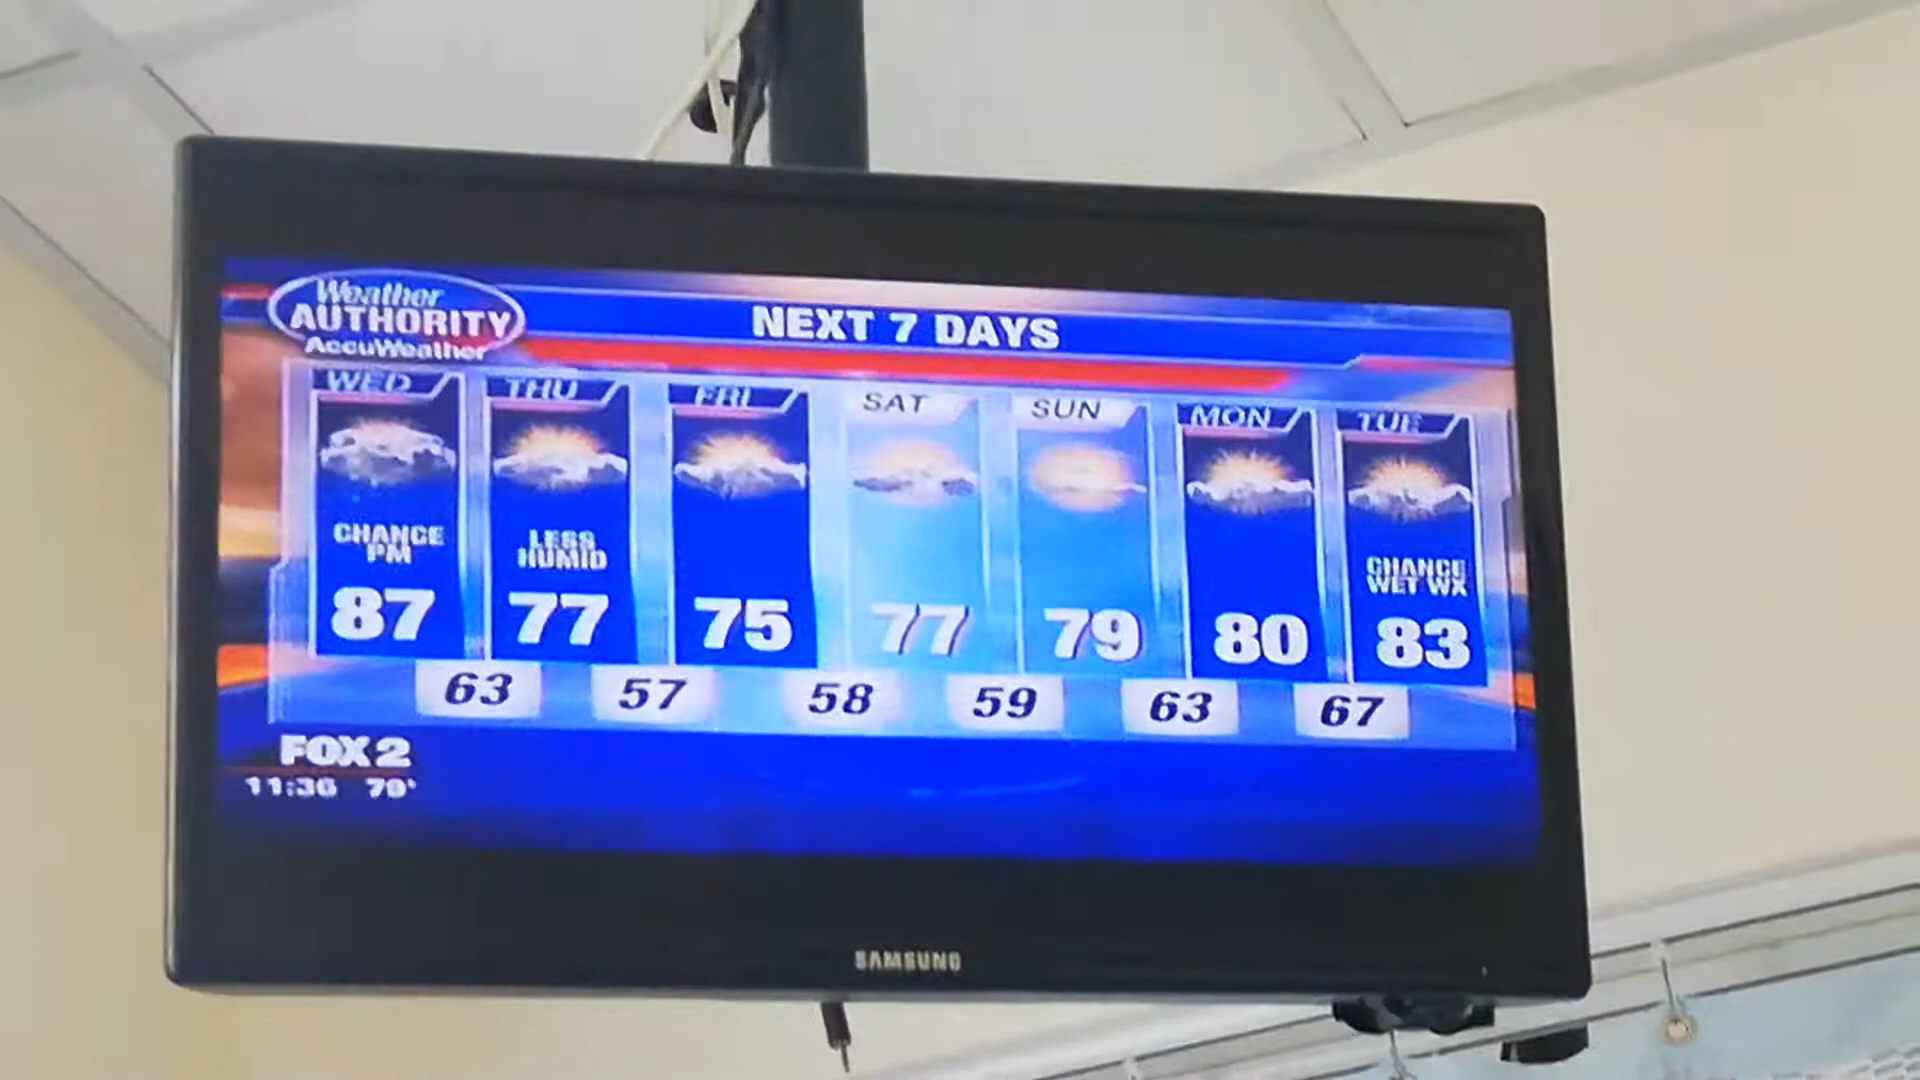 Weather
AUTHORITY
AccuWeather
NEXT 7 DAYS
WED THU FRI SAT SUN MON TUE
CHANCE
PM
LESS
HUMID
CHANCE
WET WX
87 77 75 77 79 80 83
63 57 58 59 63 67
FOX 2
11:36
SAMSUNG